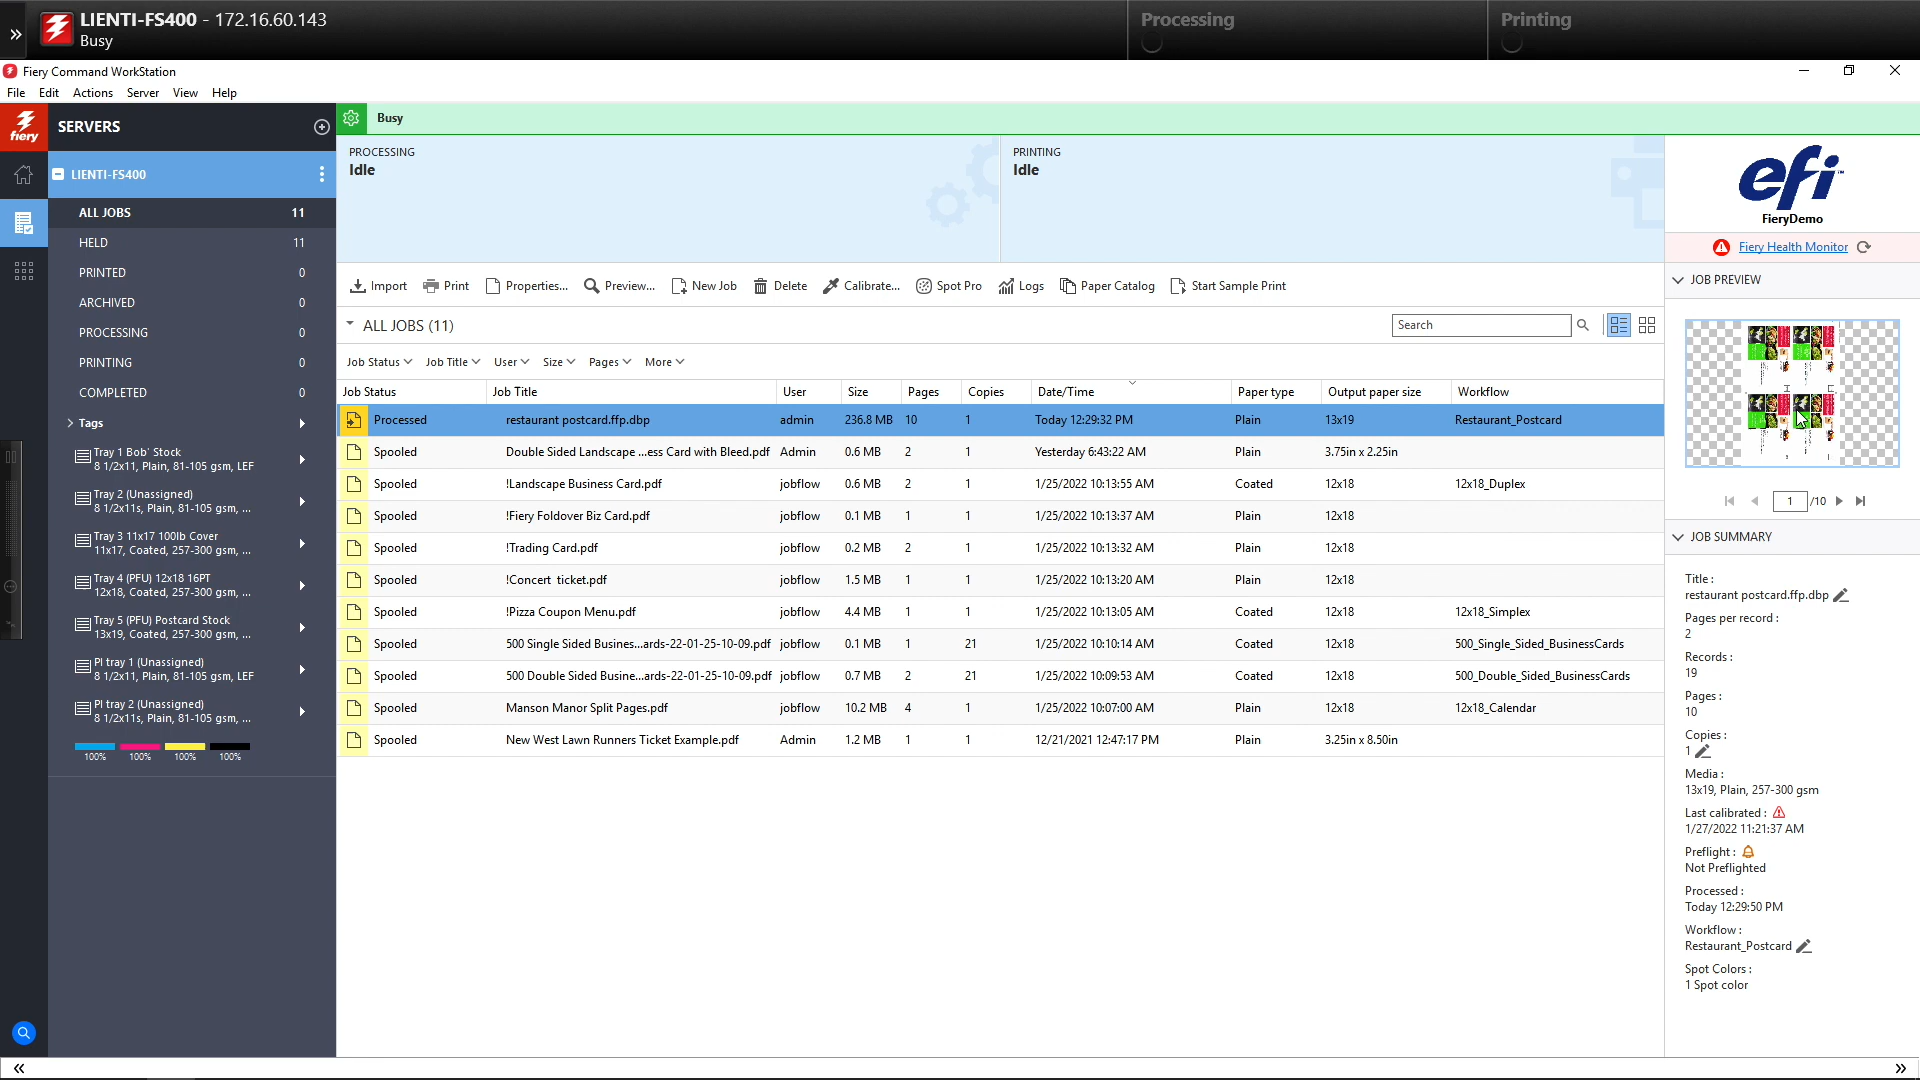 LIENTI-FS400 - 172.16.60.143
Busy
Processing
Printing
Fiery Command WorkStation
File Edit Actions Server View Help
fiery
SERVERS
LIENTI-FS400
ALL JOBS 11
HELD 11
PRINTED 0
ARCHIVED 0
PROCESSING 0
PRINTING 0
COMPLETED 0
Tags
Tray 1 Bob' Stock
8 1/2x11, Plain, 81-105 gsm, LEF
Tray 2 (Unassigned)
8 1/2x11s, Plain, 81-105 gsm, ...
Tray 3 11x17 100lb Cover
11x17, Coated, 257-300 gsm, ...
Tray 4 (PFU) 12x18 16PT
12x18, Coated, 257-300 gsm, ...
Tray 5 (PFU) Postcard Stock
13x19, Coated, 257-300 gsm, ...
PI tray 1 (Unassigned)
8 1/2x11, Plain, 81-105 gsm, LEF
PI tray 2 (Unassigned)
8 1/2x11s, Plain, 81-105 gsm, ...
100% 100% 100% 100%
Busy
PROCESSING
Idle
PRINTING
Idle
Import Print Properties... Preview... New Job Delete Calibrate... Spot Pro Logs Paper Catalog Start Sample Print
ALL JOBS (11)
Search
Job Status Job Title User Size Pages More
Job Status Job Title User Size Pages Copies Date/Time Paper type Output paper size Workflow
Processed restaurant postcard.ffp.dbp admin 236.8 MB 10 1 Today 12:29:32 PM Plain 13x19 Restaurant_Postcard
Spooled Double Sided Landscape ...ess Card with Bleed.pdf Admin 0.6 MB 2 1 Yesterday 6:43:22 AM Plain 3.75in x 2.25in
Spooled !Landscape Business Card.pdf jobflow 0.6 MB 2 1 1/25/2022 10:13:55 AM Coated 12x18 12x18_Duplex
Spooled !Fiery Foldover Biz Card.pdf jobflow 0.1 MB 1 1 1/25/2022 10:13:37 AM Plain 12x18
Spooled !Trading Card.pdf jobflow 0.2 MB 2 1 1/25/2022 10:13:32 AM Plain 12x18
Spooled !Concert ticket.pdf jobflow 1.5 MB 1 1 1/25/2022 10:13:20 AM Plain 12x18
Spooled !Pizza Coupon Menu.pdf jobflow 4.4 MB 1 1 1/25/2022 10:13:05 AM Coated 12x18 12x18_Simplex
Spooled 500 Single Sided Busines...ards-22-01-25-10-09.pdf jobflow 0.1 MB 1 21 1/25/2022 10:10:14 AM Coated 12x18 500_Single_Sided_BusinessCards
Spooled 500 Double Sided Busine...ards-22-01-25-10-09.pdf jobflow 0.7 MB 2 21 1/25/2022 10:09:53 AM Coated 12x18 500_Double_Sided_BusinessCards
Spooled Manson Manor Split Pages.pdf jobflow 10.2 MB 4 1 1/25/2022 10:07:00 AM Plain 12x18 12x18_Calendar
Spooled New West Lawn Runners Ticket Example.pdf Admin 1.2 MB 1 1 12/21/2021 12:47:17 PM Plain 3.25in x 8.50in
efi
FieryDemo
Fiery Health Monitor
JOB PREVIEW
1 /10
JOB SUMMARY
Title :
restaurant postcard.ffp.dbp
Pages per record :
2
Records :
19
Pages :
10
Copies :
1
Media :
13x19, Plain, 257-300 gsm
Last calibrated :
1/27/2022 11:21:37 AM
Preflight :
Not Preflighted
Processed :
Today 12:29:50 PM
Workflow :
Restaurant_Postcard
Spot Colors :
1 Spot color